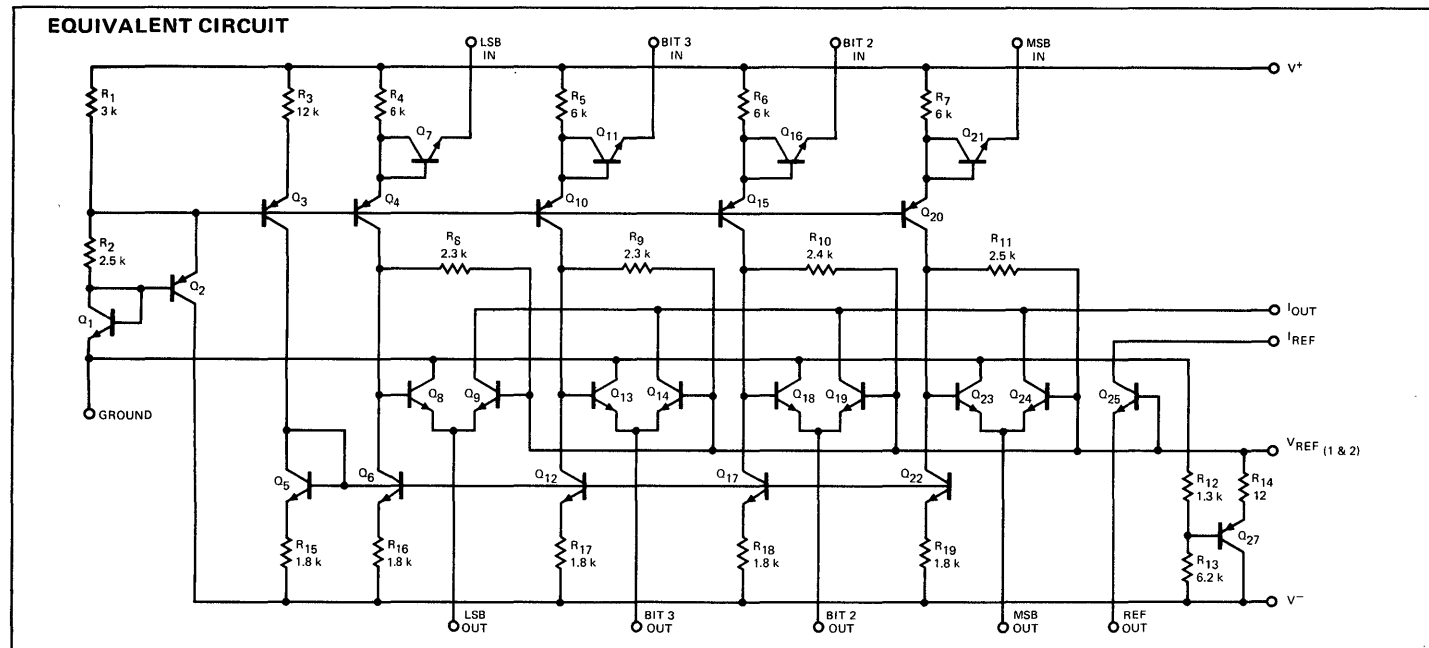 EQUIVALENT CIRCUIT
LSB IN
BIT 3 IN
BIT 2 IN
MSB IN
V+
R1 3 k
R3 12 k
R4 6 k
R5 6 k
R6 6 k
R7 6 k
Q7
Q11
Q16
Q21
Q3
Q4
Q10
Q15
Q20
R2 2.5 k
Q2
R8 2.3 k
R9 2.3 k
R10 2.4 k
R11 2.5 k
Q1
IOUT
IREF
GROUND
Q8
Q9
Q13
Q14
Q18
Q19
Q23
Q24
Q25
VREF (1 & 2)
Q5
Q6
Q12
Q17
Q22
R12 1.3 k
R14 12
Q27
R15 1.8 k
R16 1.8 k
R17 1.8 k
R18 1.8 k
R19 1.8 k
R13 6.2 k
V−
LSB OUT
BIT 3 OUT
BIT 2 OUT
MSB OUT
REF OUT